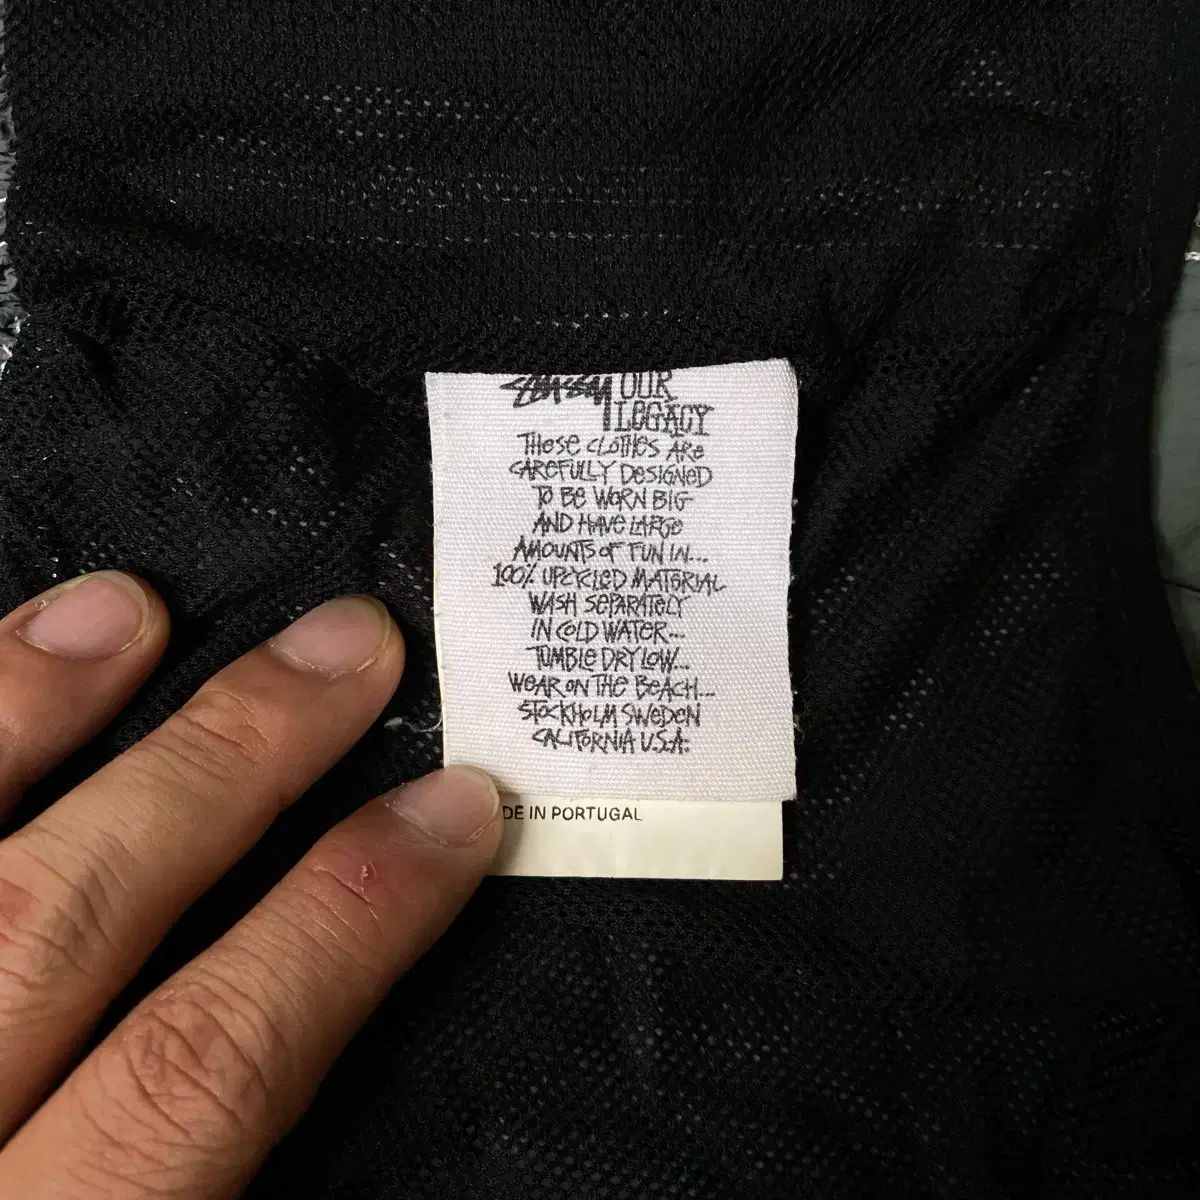 STÜSSY OUR
LEGACY
THESE CLOTHES ARE
CAREFULLY DESIGNED
TO BE WORN BIG
AND HAVE LARGE
AMOUNTS OF FUN IN...
100% UPCYCLED MATERIAL
WASH SEPARATELY
IN COLD WATER...
TUMBLE DRY LOW...
WEAR ON THE BEACH...
STOCKHOLM SWEDEN
CALIFORNIA U.S.A.
DE IN PORTUGAL